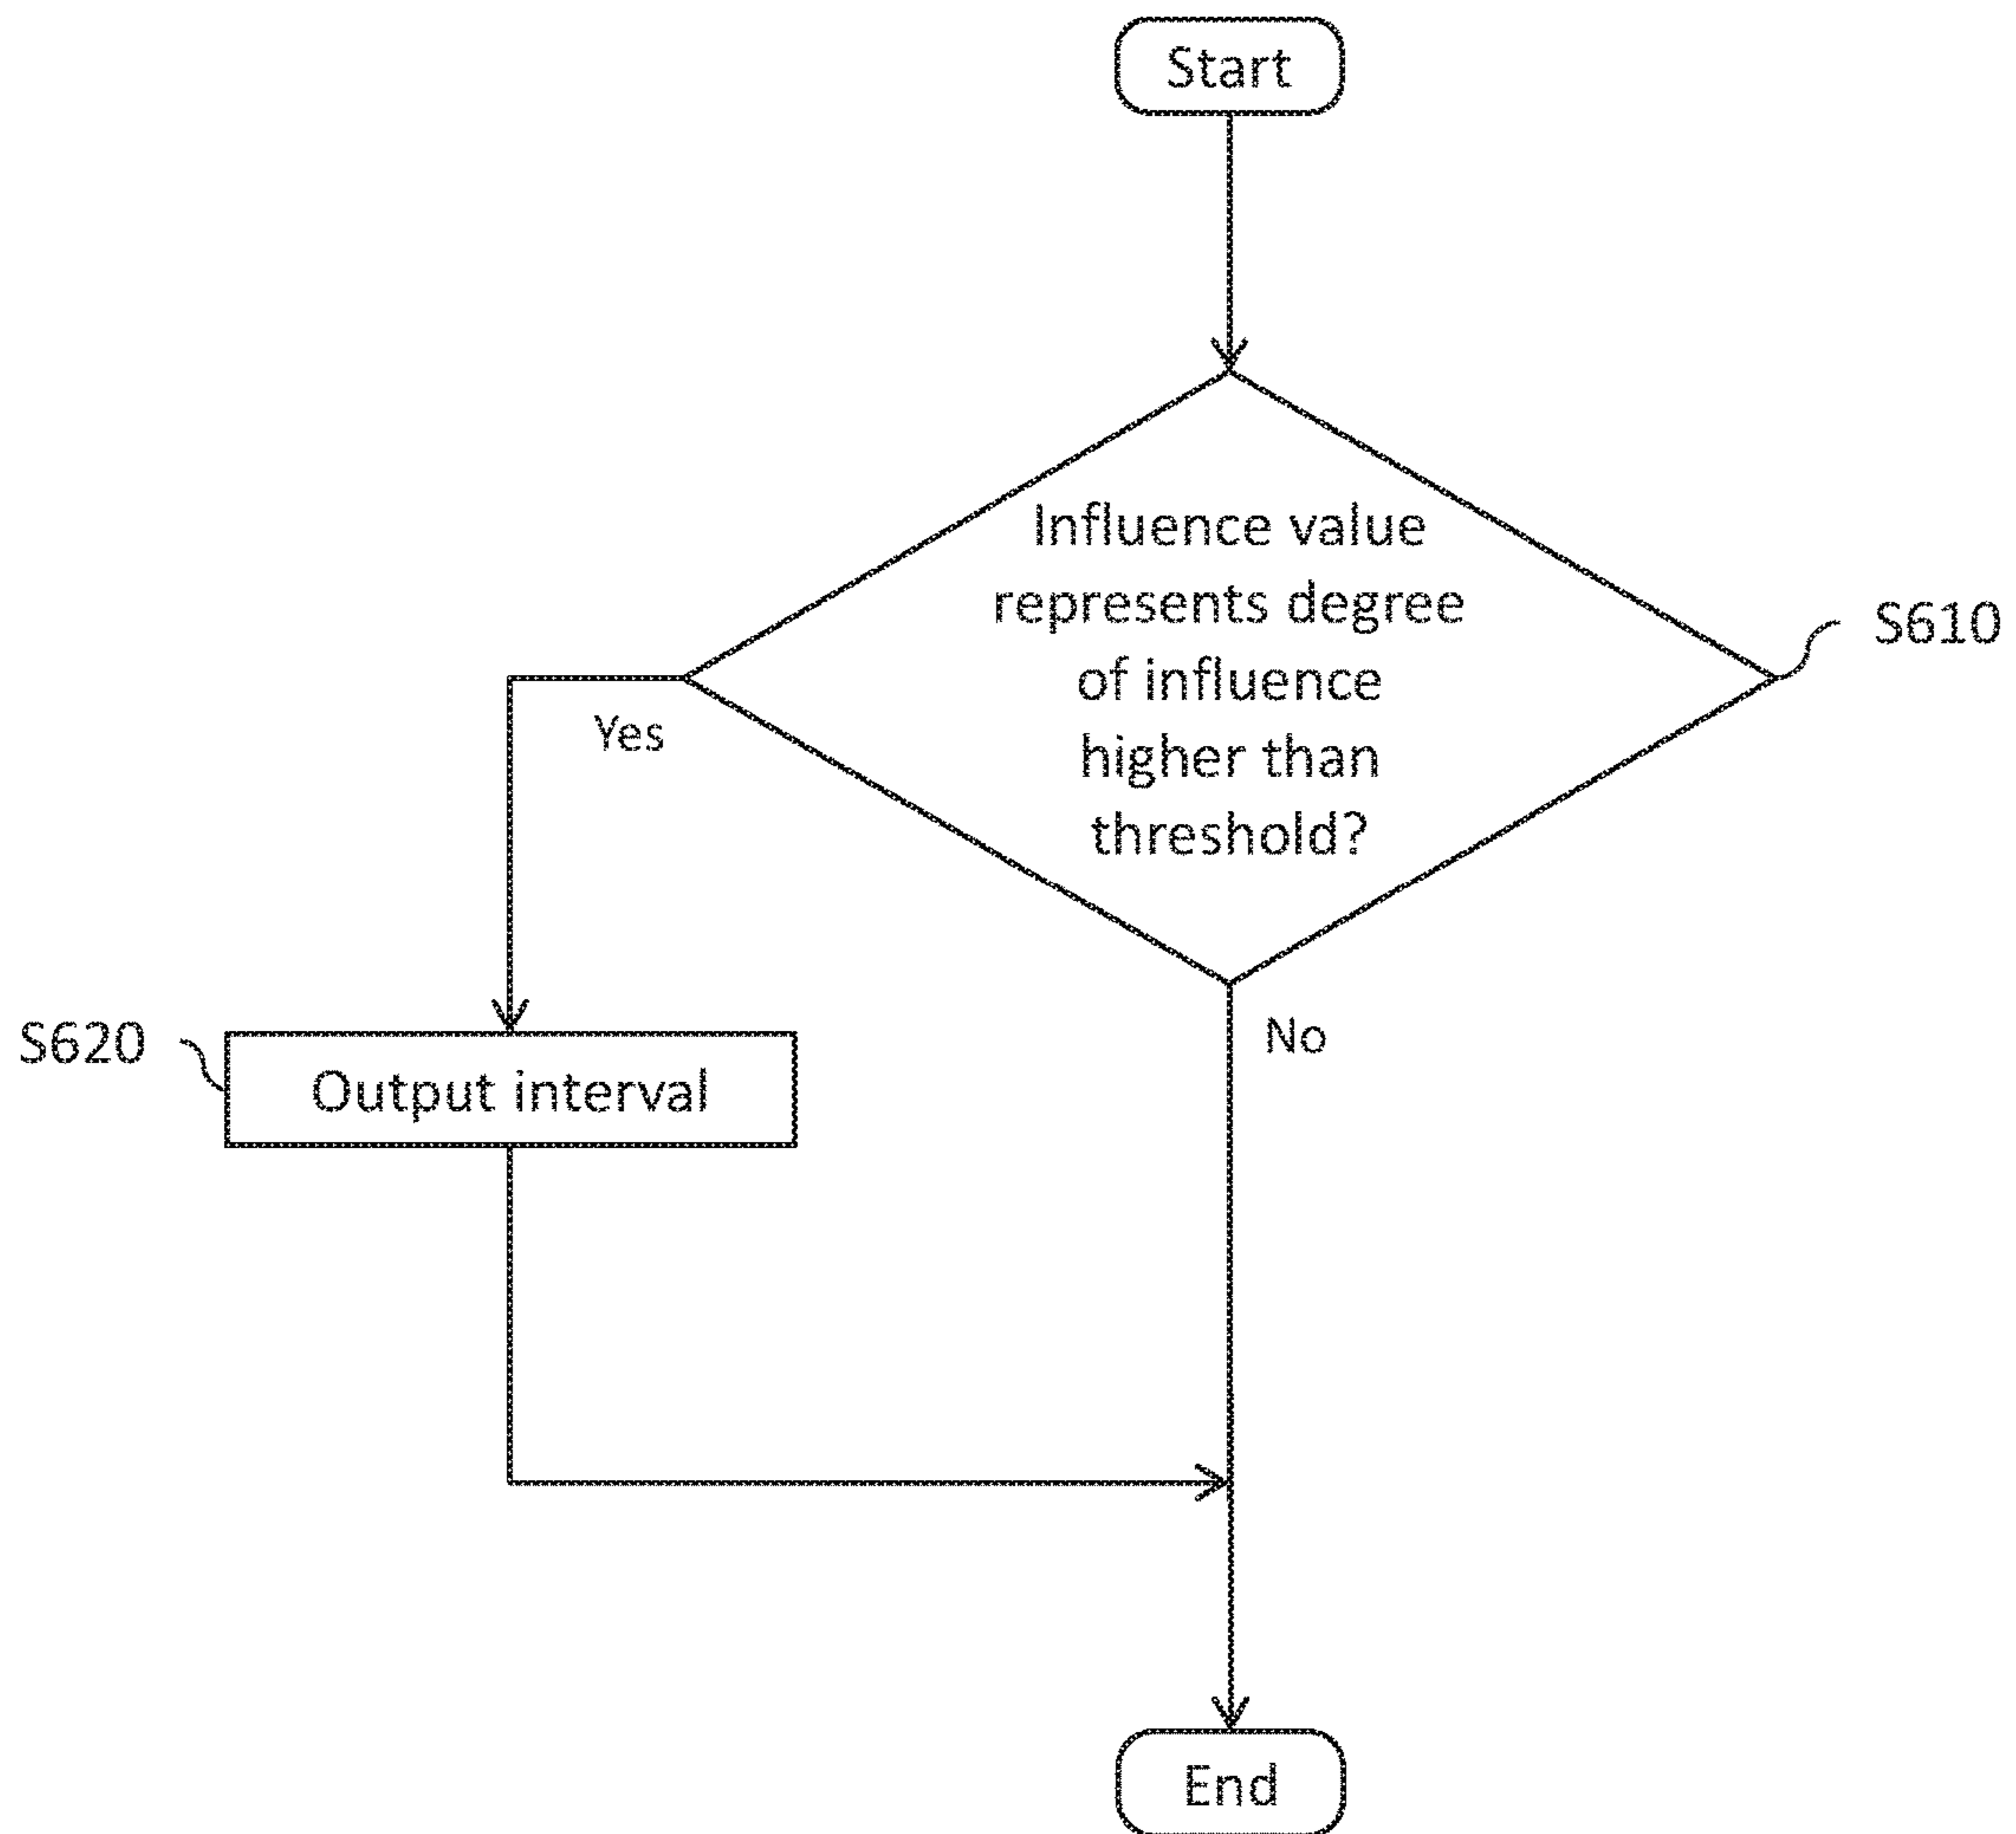 Start
Influence value
represents degree
of influence
higher than
threshold?
S610
Yes
No
S620
Output interval
End